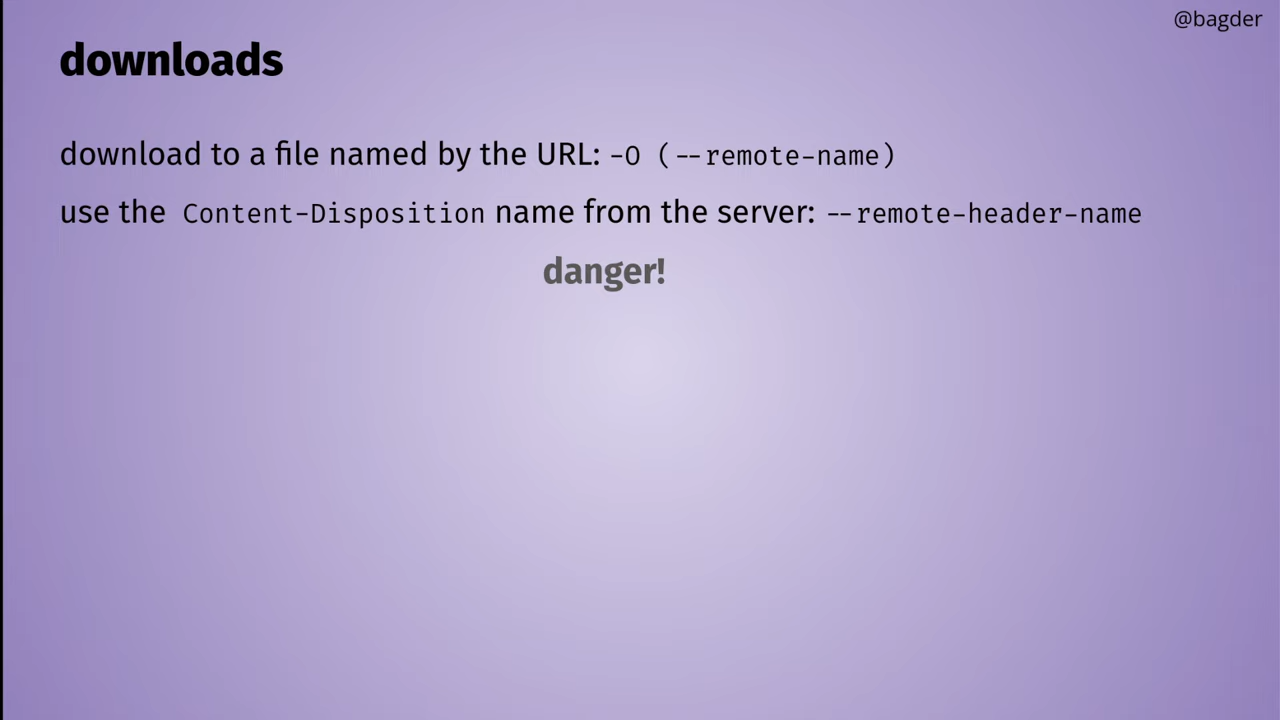 @bagder
downloads
download to a file named by the URL: -O (--remote-name)
use the Content-Disposition name from the server: --remote-header-name
danger!